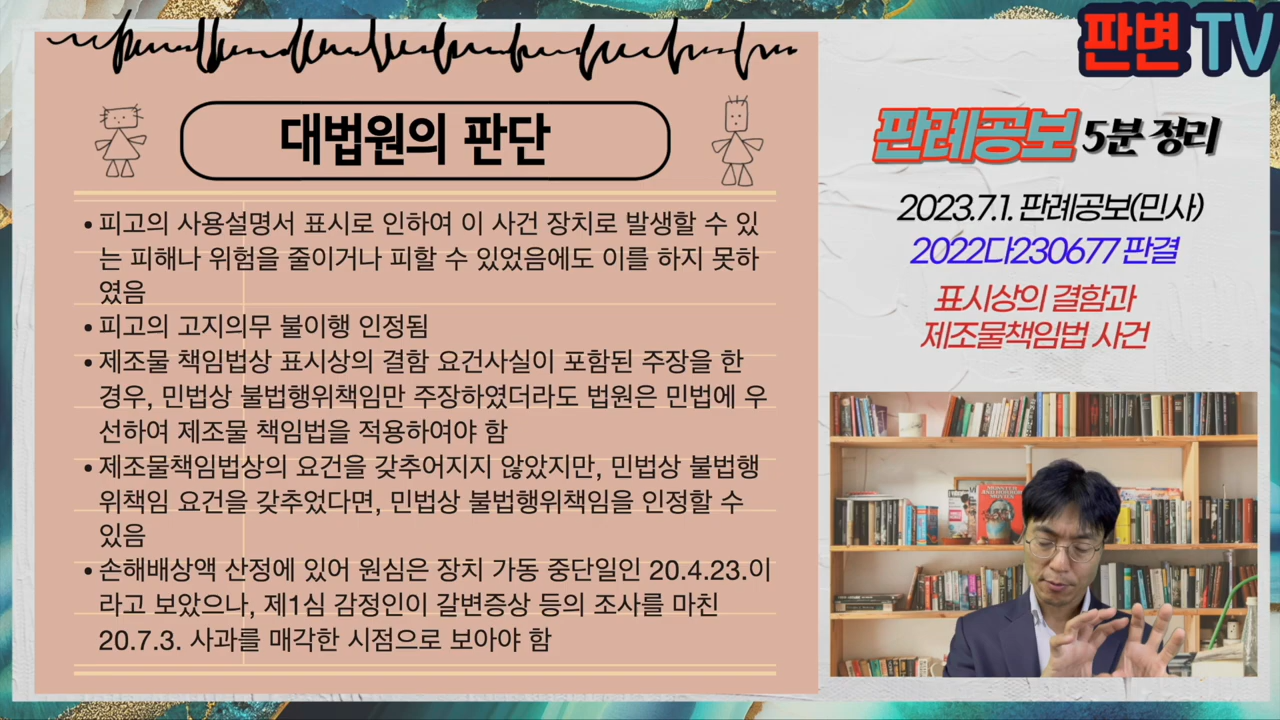 판변 TV
대법원의 판단
• 피고의 사용설명서 표시로 인하여 이 사건 장치로 발생할 수 있
는 피해나 위험을 줄이거나 피할 수 있었음에도 이를 하지 못하
였음
• 피고의 고지의무 불이행 인정됨
• 제조물 책임법상 표시상의 결함 요건사실이 포함된 주장을 한
경우, 민법상 불법행위책임만 주장하였더라도 법원은 민법에 우
선하여 제조물 책임법을 적용하여야 함
• 제조물책임법상의 요건을 갖추어지지 않았지만, 민법상 불법행
위책임 요건을 갖추었다면, 민법상 불법행위책임을 인정할 수
있음
• 손해배상액 산정에 있어 원심은 장치 가동 중단일인 20.4.23.이
라고 보았으나, 제1심 감정인이 갈변증상 등의 조사를 마친
20.7.3. 사과를 매각한 시점으로 보아야 함
판례공보 5분 정리
2023.7.1. 판례공보(민사)
2022다230677 판결
표시상의 결함과
제조물책임법 사건